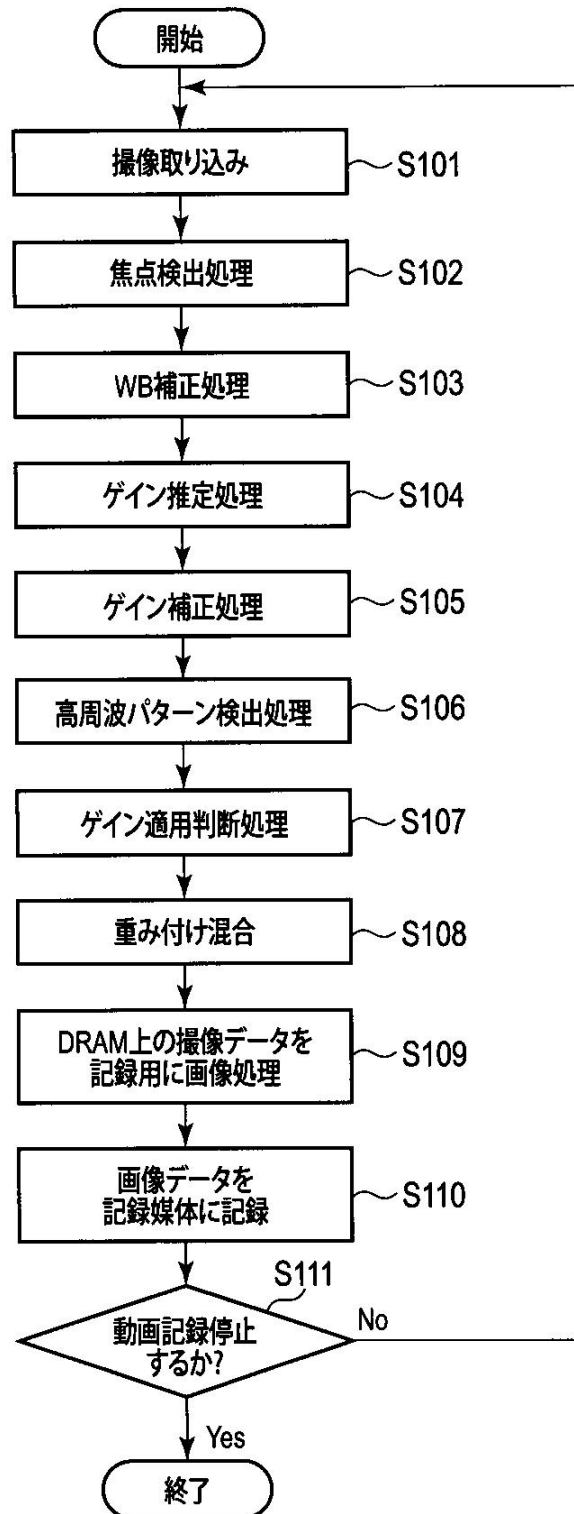 開始
撮像取り込み
S101
焦点検出処理
S102
WB補正処理
S103
ゲイン推定処理
S104
ゲイン補正処理
S105
高周波パターン検出処理
S106
ゲイン適用判断処理
S107
重み付け混合
S108
DRAM上の撮像データを
記録用に画像処理
S109
画像データを
記録媒体に記録
S110
S111
動画記録停止
するか?
No
Yes
終了